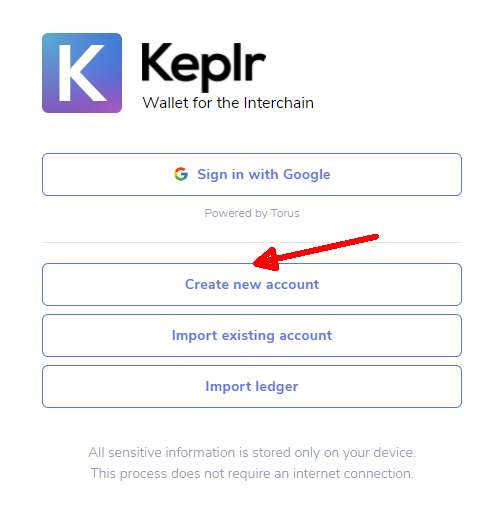 K Keplr
Wallet for the Interchain
Sign in with Google
Powered by Torus
Create new account
Import existing account
Import ledger
All sensitive information is stored only on your device.
This process does not require an internet connection.